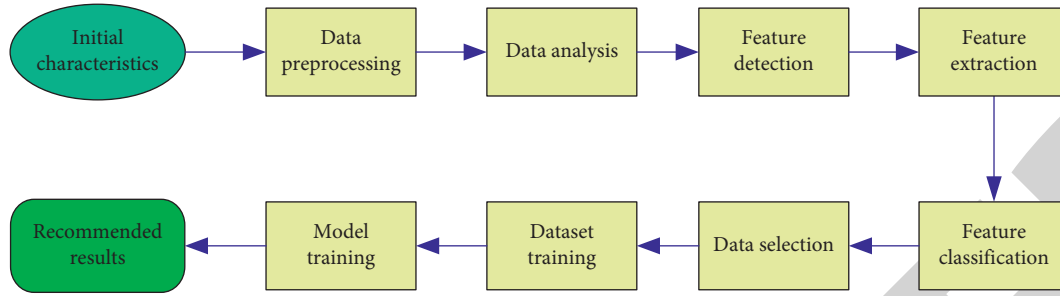 Initial
characteristics
Data
preprocessing
Data analysis
Feature
detection
Feature
extraction
Recommended
results
Model
training
Dataset
training
Data selection
Feature
classification